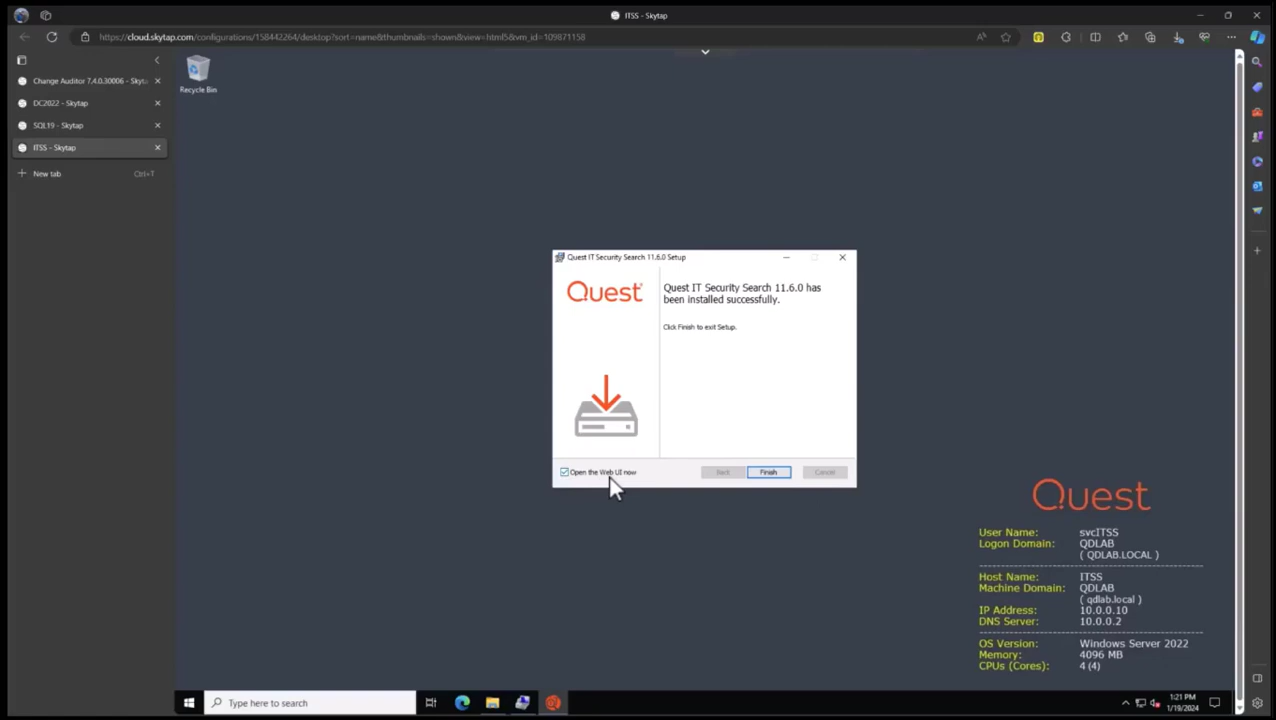 ITSS - Skytap
https://cloud.skytap.com/configurations/158442264/desktop?sort=name&thumbnails=shown&view=html5&vm_id=109871158
Change Auditor 7.4.0.30006 - Skyta
DC2022 - Skytap
SQL19 - Skytap
ITSS - Skytap
New tab
Ctrl+T
Recycle Bin
Quest IT Security Search 11.6.0 Setup
Quest
Quest IT Security Search 11.6.0 has
been installed successfully.
Click Finish to exit Setup.
Open the Web UI now
Back
Finish
Cancel
Quest
User Name: svcITSS
Logon Domain: QDLAB
( QDLAB.LOCAL )
Host Name: ITSS
Machine Domain: QDLAB
( qdlab.local )
IP Address: 10.0.0.10
DNS Server: 10.0.0.2
OS Version: Windows Server 2022
Memory: 4096 MB
CPUs (Cores): 4 (4)
Type here to search
1:21 PM
1/19/2024